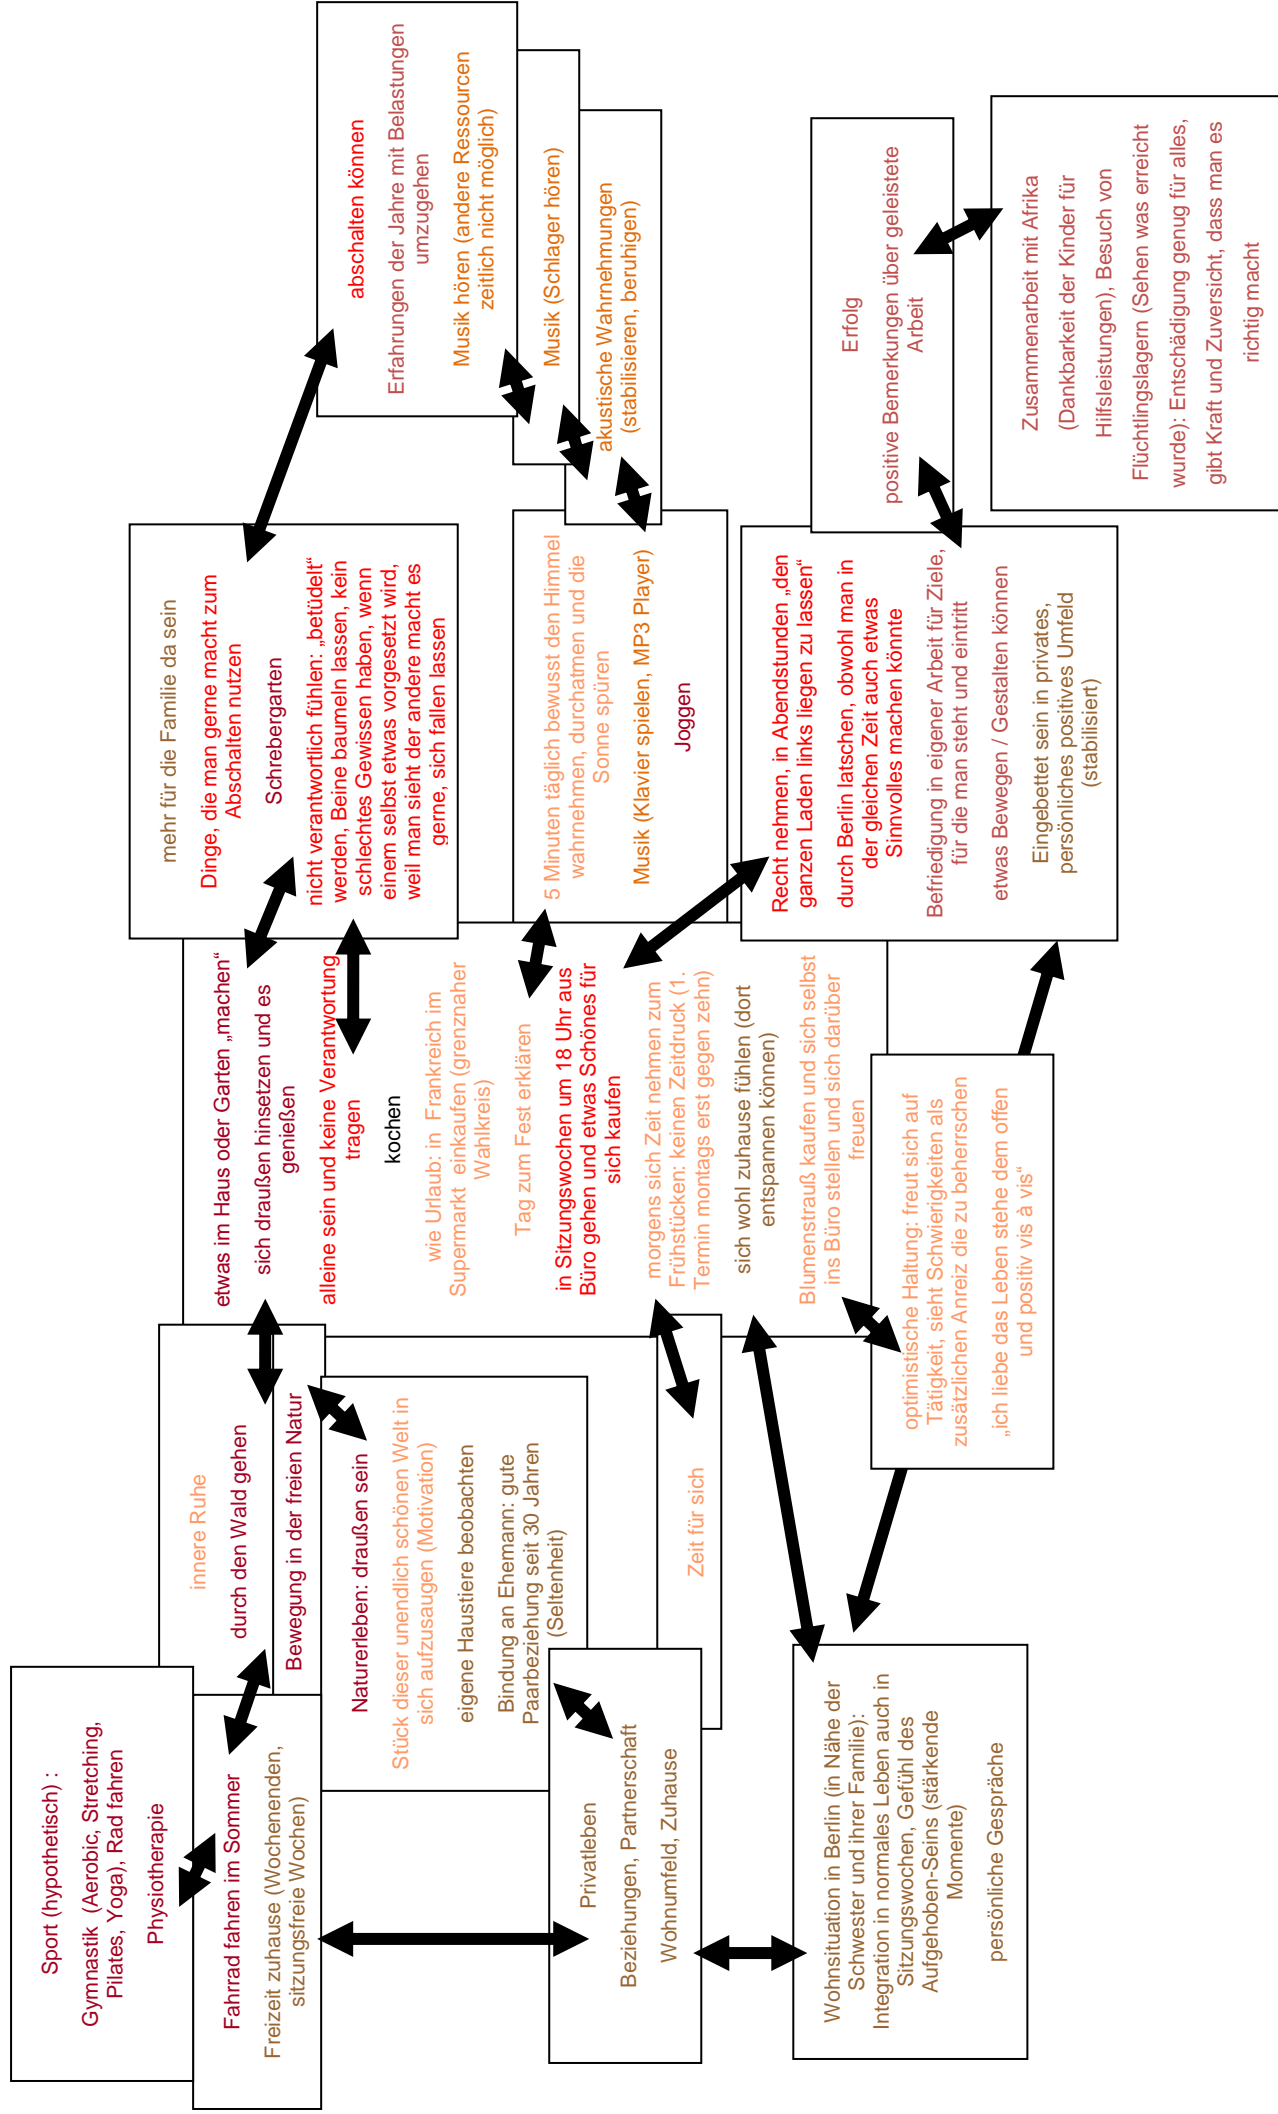 Sport (hypothetisch) :
Gymnastik (Aerobic, Stretching,
Pilates, Yoga), Rad fahren
Physiotherapie
Fahrrad fahren im Sommer
Freizeit zuhause (Wochenenden,
sitzungsfreie Wochen)
Privatleben
Beziehungen, Partnerschaft
Wohnumfeld, Zuhause
Wohnsituation in Berlin (in Nähe der
Schwester und ihrer Familie):
Integration in normales Leben auch in
Sitzungswochen, Gefühl des
Aufgehoben-Seins (stärkende
Momente)
persönliche Gespräche
innere Ruhe
durch den Wald gehen
Bewegung in der freien Natur
Naturerleben: draußen sein
Stück dieser unendlich schönen Welt in
sich aufzusaugen (Motivation)
eigene Haustiere beobachten
Bindung an Ehemann: gute
Paarbeziehung seit 30 Jahren
(Seltenheit)
Zeit für sich
etwas im Haus oder Garten „machen“
sich draußen hinsetzen und es
genießen
alleine sein und keine Verantwortung
tragen
kochen
wie Urlaub: in Frankreich im
Supermarkt einkaufen (grenznaher
Wahlkreis)
Tag zum Fest erklären
in Sitzungswochen um 18 Uhr aus
Büro gehen und etwas Schönes für
sich kaufen
morgens sich Zeit nehmen zum
Frühstücken: keinen Zeitdruck (1.
Termin montags erst gegen zehn)
sich wohl zuhause fühlen (dort
entspannen können)
Blumenstrauß kaufen und sich selbst
ins Büro stellen und sich darüber
freuen
optimistische Haltung: freut sich auf
Tätigkeit, sieht Schwierigkeiten als
zusätzlichen Anreiz die zu beherrschen
„ich liebe das Leben stehe dem offen
und positiv vis à vis“
mehr für die Familie da sein
Dinge, die man gerne macht zum
Abschalten nutzen
Schrebergarten
nicht verantwortlich fühlen: „betüdelt“
werden, Beine baumeln lassen, kein
schlechtes Gewissen haben, wenn
einem selbst etwas vorgesetzt wird,
weil man sieht der andere macht es
gerne, sich fallen lassen
5 Minuten täglich bewusst den Himmel
wahrnehmen, durchatmen und die
Sonne spüren
Musik (Klavier spielen, MP3 Player)
Joggen
Recht nehmen, in Abendstunden „den
ganzen Laden links liegen zu lassen“
durch Berlin latschen, obwohl man in
der gleichen Zeit auch etwas
Sinnvolles machen könnte
Befriedigung in eigener Arbeit für Ziele,
für die man steht und eintritt
etwas Bewegen / Gestalten können
Eingebettet sein in privates,
persönliches positives Umfeld
(stabilisiert)
abschalten können
Erfahrungen der Jahre mit Belastungen
umzugehen
Musik hören (andere Ressourcen
zeitlich nicht möglich)
Musik (Schlager hören)
akustische Wahrnehmungen
(stabilisieren, beruhigen)
Erfolg
positive Bemerkungen über geleistete
Arbeit
Zusammenarbeit mit Afrika
(Dankbarkeit der Kinder für
Hilfsleistungen), Besuch von
Flüchtlingslagern (Sehen was erreicht
wurde): Entschädigung genug für alles,
gibt Kraft und Zuversicht, dass man es
richtig macht